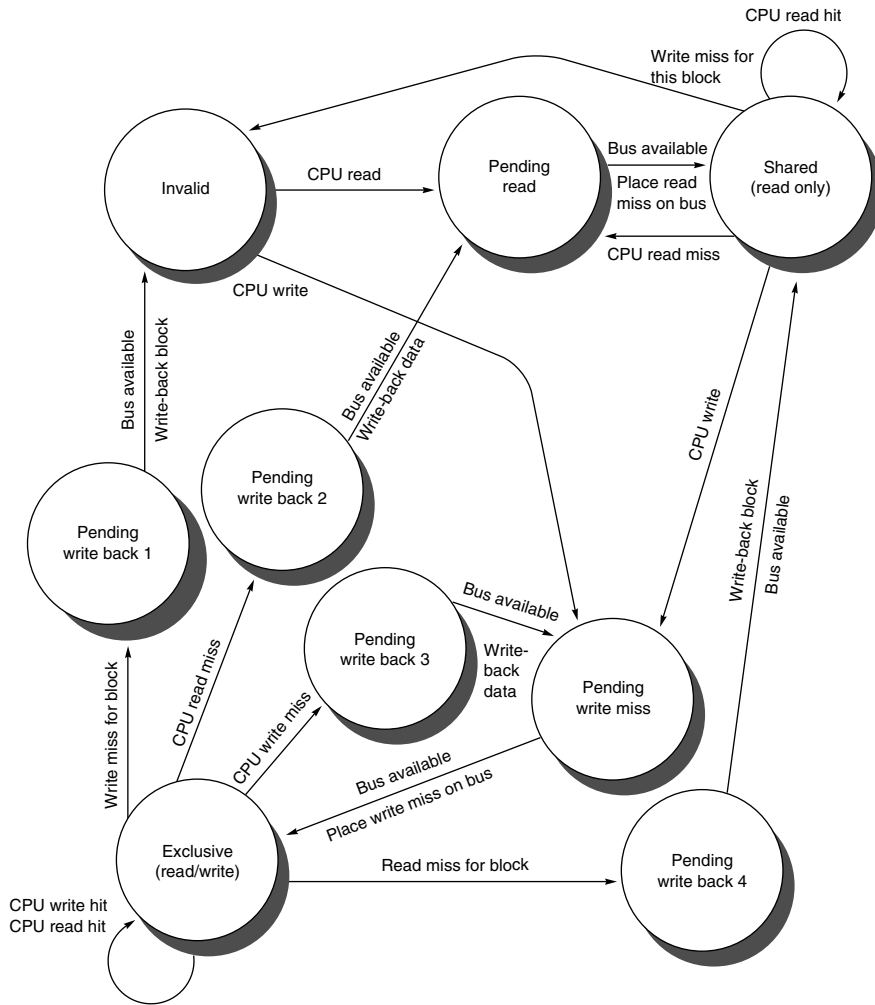 CPU read hit
Write miss for
this block
Invalid
CPU read
Pending
read
Bus available
Place read
miss on bus
Shared
(read only)
CPU read miss
CPU write
Bus available
Write-back block
Bus available
Write-back data
CPU write
Pending
write back 1
Pending
write back 2
Write-back block
Bus available
Pending
write back 3
Bus available
Write-
back
data
Pending
write miss
Write miss for block
CPU read miss
CPU write miss
Bus available
Place write miss on bus
Exclusive
(read/write)
Read miss for block
Pending
write back 4
CPU write hit
CPU read hit